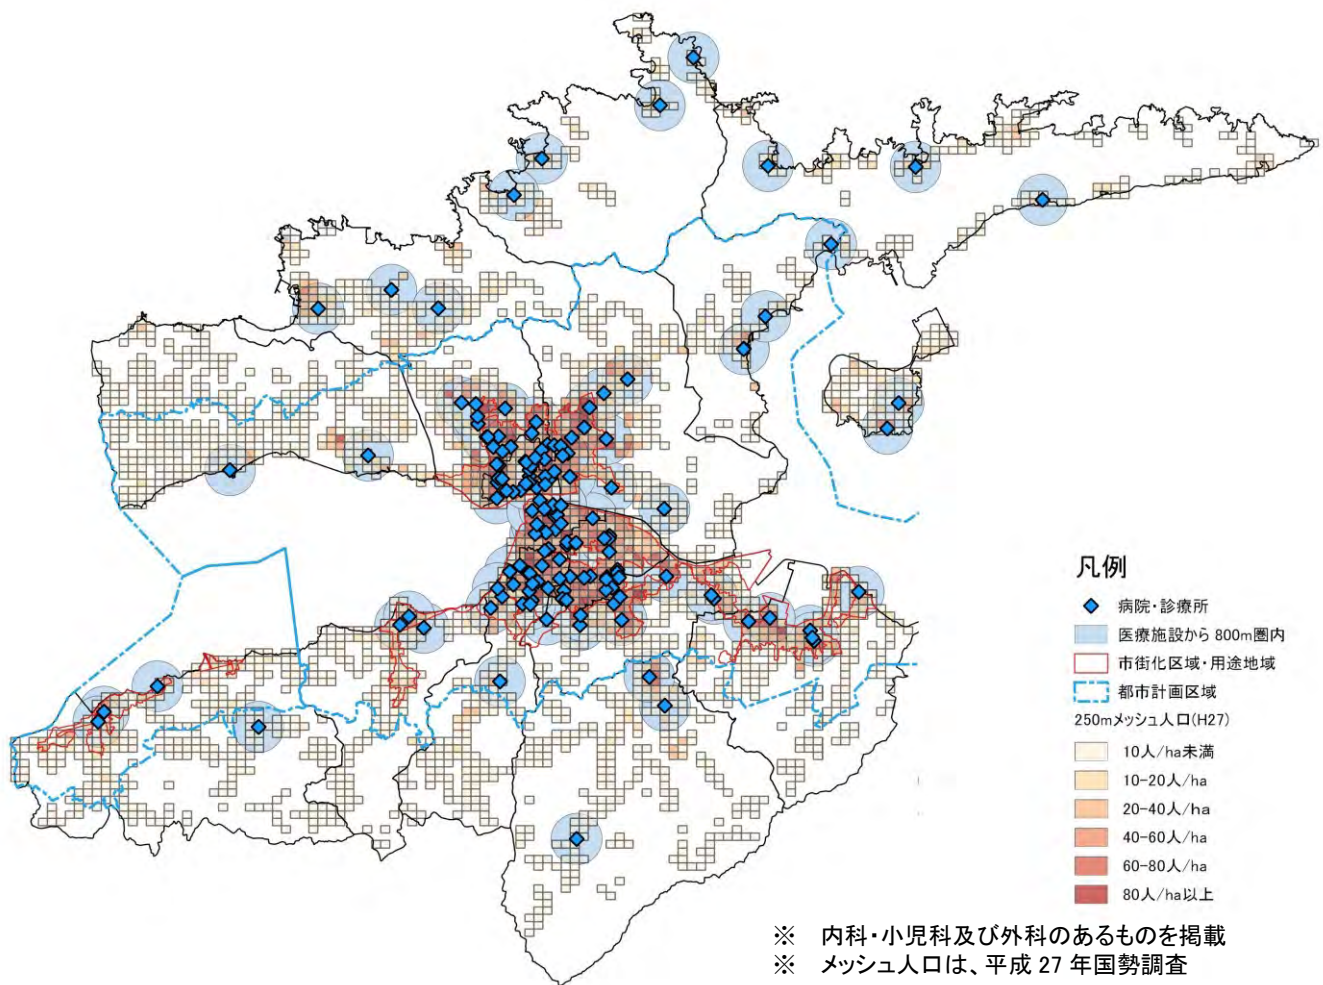 凡例
病院・診療所
医療施設から 800m圏内
市街化区域・用途地域
都市計画区域
250mメッシュ人口(H27)
10人/ha未満
10-20人/ha
20-40人/ha
40-60人/ha
60-80人/ha
80人/ha以上
※ 内科・小児科及び外科のあるものを掲載
※ メッシュ人口は、平成 27 年国勢調査